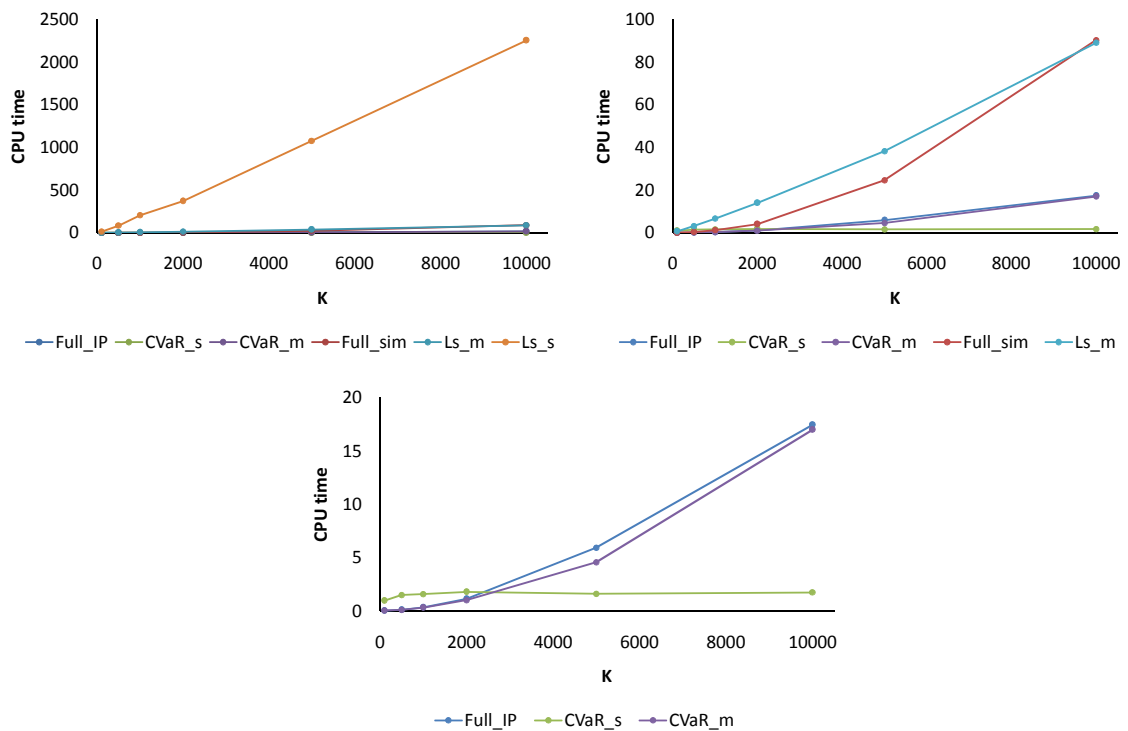 2500
2000
1500
1000
500
0
CPU time
0 2000 4000 6000 8000 10000
K
Full_IP CVaR_s CVaR_m Full_sim Ls_m Ls_s
100
80
60
40
20
0
CPU time
0 2000 4000 6000 8000 10000
K
Full_IP CVaR_s CVaR_m Full_sim Ls_m
20
15
10
5
0
CPU time
0 2000 4000 6000 8000 10000
K
Full_IP CVaR_s CVaR_m